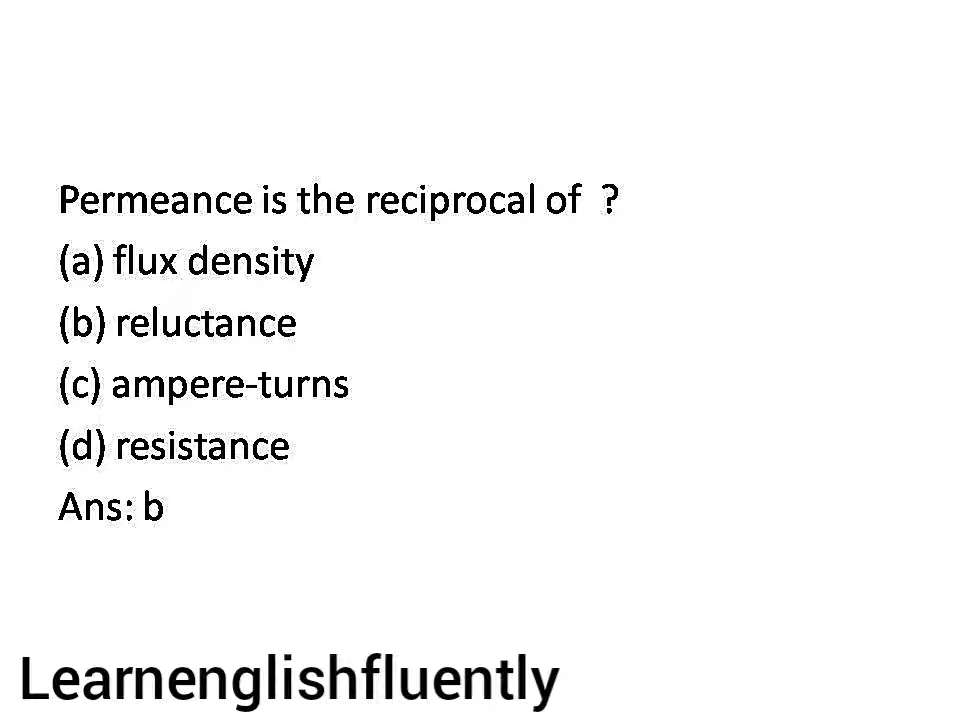 Permeance is the reciprocal of  ?
(a) flux density
(b) reluctance
(c) ampere-turns
(d) resistance
Ans: b
Learnenglishfluently